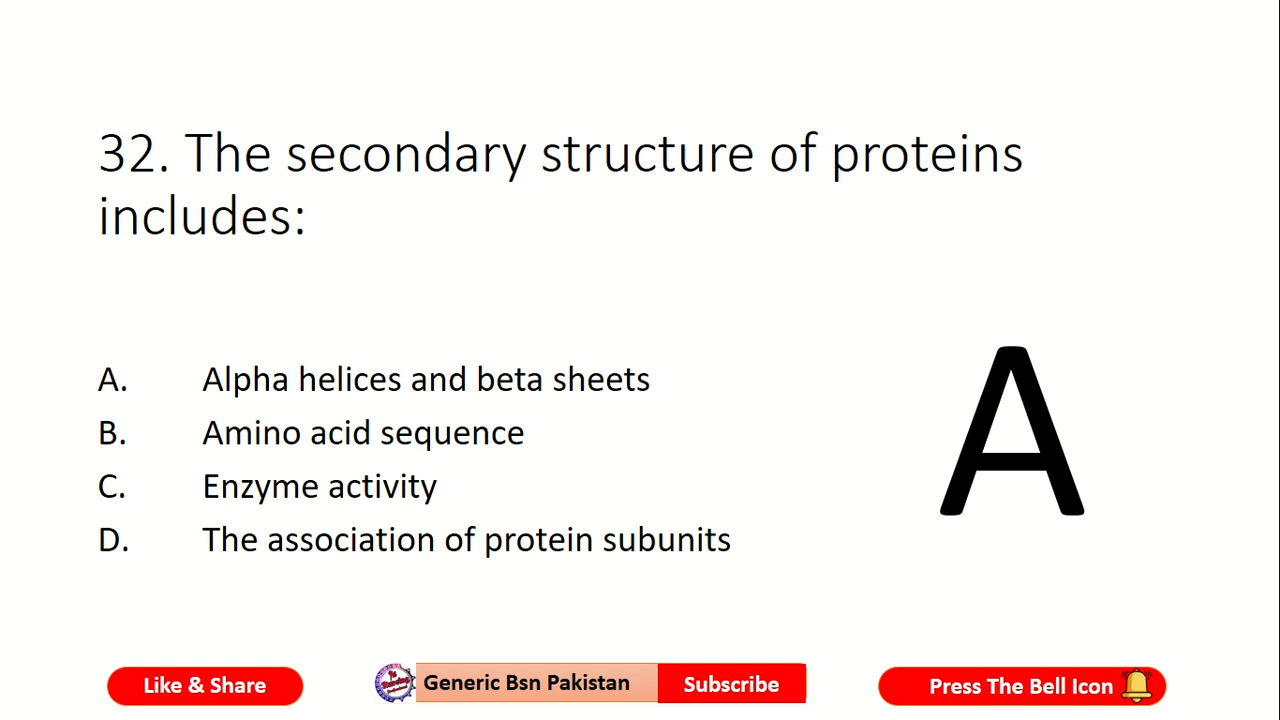 32. The secondary structure of proteins
includes:
A. Alpha helices and beta sheets
B. Amino acid sequence
C. Enzyme activity
D. The association of protein subunits
A
Like & Share
Generic Bsn Pakistan
Subscribe
Press The Bell Icon